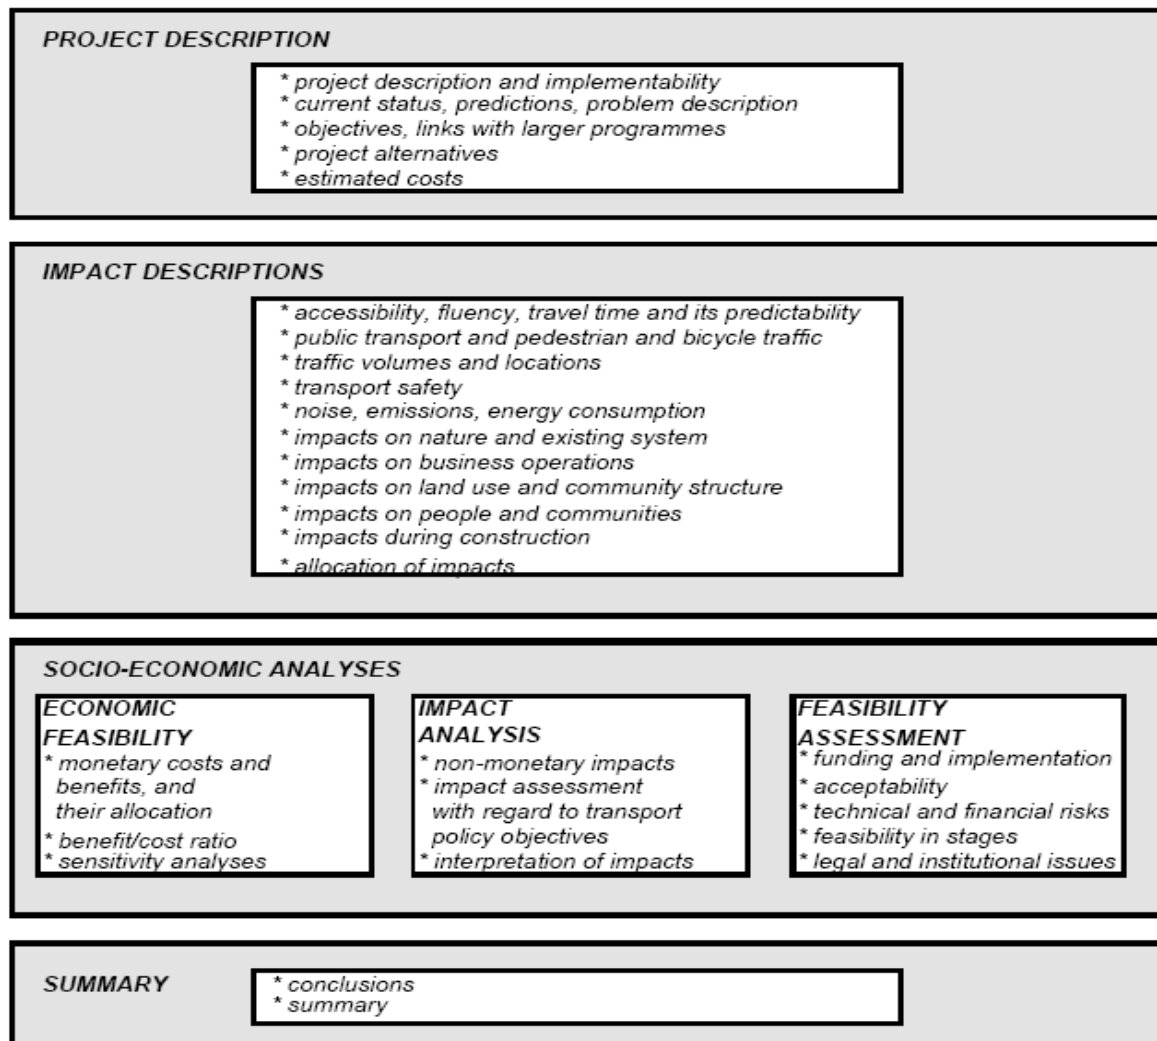 PROJECT DESCRIPTION
* project description and implementability
* current status, predictions, problem description
* objectives, links with larger programmes
* project alternatives
* estimated costs
IMPACT DESCRIPTIONS
* accessibility, fluency, travel time and its predictability
* public transport and pedestrian and bicycle traffic
* traffic volumes and locations
* transport safety
* noise, emissions, energy consumption
* impacts on nature and existing system
* impacts on business operations
* impacts on land use and community structure
* impacts on people and communities
* impacts during construction
* allocation of impacts
SOCIO-ECONOMIC ANALYSES
ECONOMIC
FEASIBILITY
* monetary costs and
benefits, and
their allocation
* benefit/cost ratio
* sensitivity analyses
IMPACT
ANALYSIS
* non-monetary impacts
* impact assessment
with regard to transport
policy objectives
* interpretation of impacts
FEASIBILITY
ASSESSMENT
* funding and implementation
* acceptability
* technical and financial risks
* feasibility in stages
* legal and institutional issues
SUMMARY
* conclusions
* summary